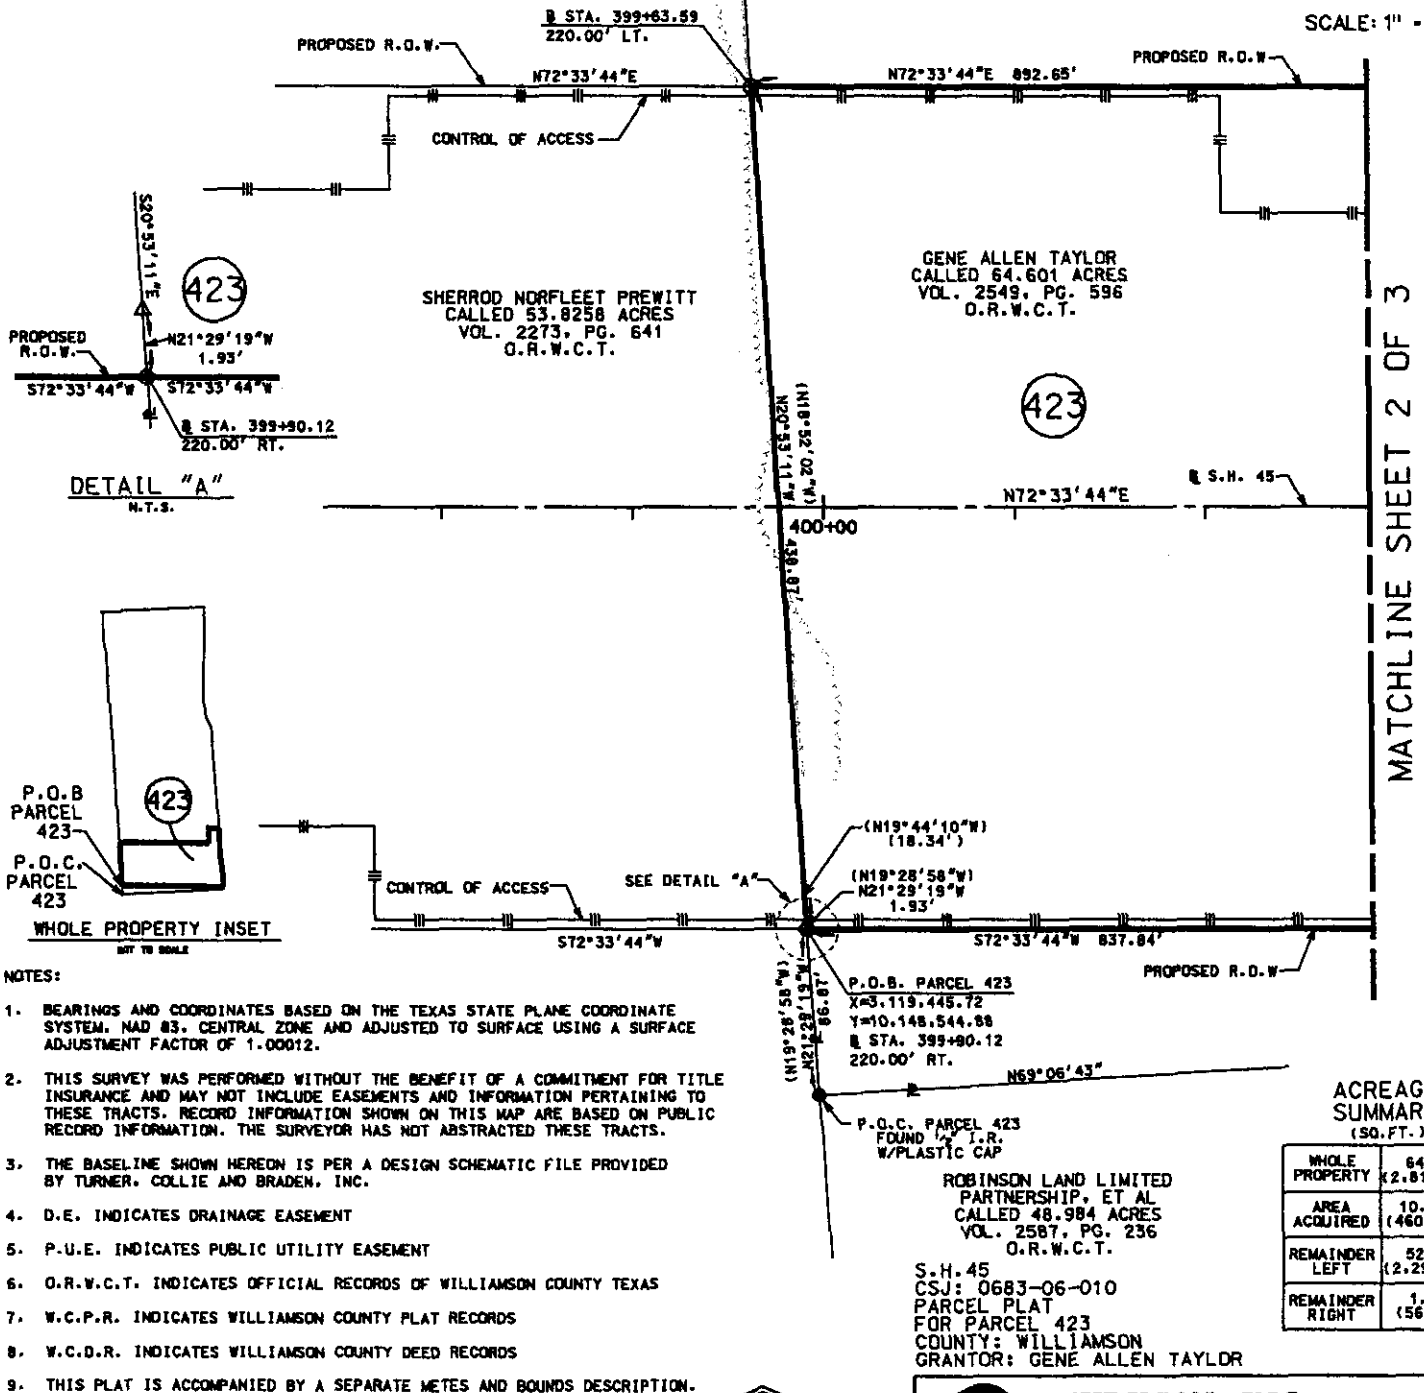 SCALE: 1" -
B STA. 399+63.59
220.00' LT.
PROPOSED R.O.W.
N72°33'44"E
N72°33'44"E 892.65'
PROPOSED R.O.W
CONTROL OF ACCESS
S20°53'11"E
423
PROPOSED
R.O.W.
N21°29'19"W
1.93'
S72°33'44"W
S72°33'44"W
B STA. 399+90.12
220.00' RT.
DETAIL "A"
N.T.S.
SHERROD NORFLEET PREWITT
CALLED 53.8258 ACRES
VOL. 2273, PG. 641
O.R.W.C.T.
GENE ALLEN TAYLOR
CALLED 64.601 ACRES
VOL. 2549, PG. 596
O.R.W.C.T.
423
(N18°52'02"W)
N20°53'11"W 438.87'
B S.H. 45
N72°33'44"E
400+00
MATCHLINE SHEET 2 OF 3
P.O.B
PARCEL
423
423
P.O.C.
PARCEL
423
WHOLE PROPERTY INSET
NOT TO SCALE
(N19°44'10"W)
(18.34')
(N19°28'58"W)
N21°29'19"W
1.93'
CONTROL OF ACCESS
SEE DETAIL "A"
S72°33'44"W
S72°33'44"W 837.84'
PROPOSED R.O.W
(N19°28'58"W)
N21°29'19"W
86.87'
P.O.B. PARCEL 423
X=3,119,445.72
Y=10,148,544.88
B STA. 399+90.12
220.00' RT.
N69°06'43"
P.O.C. PARCEL 423
FOUND 1/2" I.R.
W/PLASTIC CAP
ROBINSON LAND LIMITED
PARTNERSHIP, ET AL
CALLED 48.984 ACRES
VOL. 2587, PG. 236
O.R.W.C.T.
NOTES:
1. BEARINGS AND COORDINATES BASED ON THE TEXAS STATE PLANE COORDINATE
SYSTEM, NAD 83, CENTRAL ZONE AND ADJUSTED TO SURFACE USING A SURFACE
ADJUSTMENT FACTOR OF 1.00012.
2. THIS SURVEY WAS PERFORMED WITHOUT THE BENEFIT OF A COMMITMENT FOR TITLE
INSURANCE AND MAY NOT INCLUDE EASEMENTS AND INFORMATION PERTAINING TO
THESE TRACTS. RECORD INFORMATION SHOWN ON THIS MAP ARE BASED ON PUBLIC
RECORD INFORMATION. THE SURVEYOR HAS NOT ABSTRACTED THESE TRACTS.
3. THE BASELINE SHOWN HEREON IS PER A DESIGN SCHEMATIC FILE PROVIDED
BY TURNER, COLLIE AND BRADEN, INC.
4. D.E. INDICATES DRAINAGE EASEMENT
5. P.U.E. INDICATES PUBLIC UTILITY EASEMENT
6. O.R.W.C.T. INDICATES OFFICIAL RECORDS OF WILLIAMSON COUNTY TEXAS
7. W.C.P.R. INDICATES WILLIAMSON COUNTY PLAT RECORDS
8. W.C.D.R. INDICATES WILLIAMSON COUNTY DEED RECORDS
9. THIS PLAT IS ACCOMPANIED BY A SEPARATE METES AND BOUNDS DESCRIPTION.
S.H.45
CSJ: 0683-06-010
PARCEL PLAT
FOR PARCEL 423
COUNTY: WILLIAMSON
GRANTOR: GENE ALLEN TAYLOR
ACREAG
SUMMAR
(SQ.FT.)
WHOLE PROPERTY 64 (2.81
AREA ACQUIRED 10. (460
REMAINDER LEFT 52 (2.29
REMAINDER RIGHT 1. (56